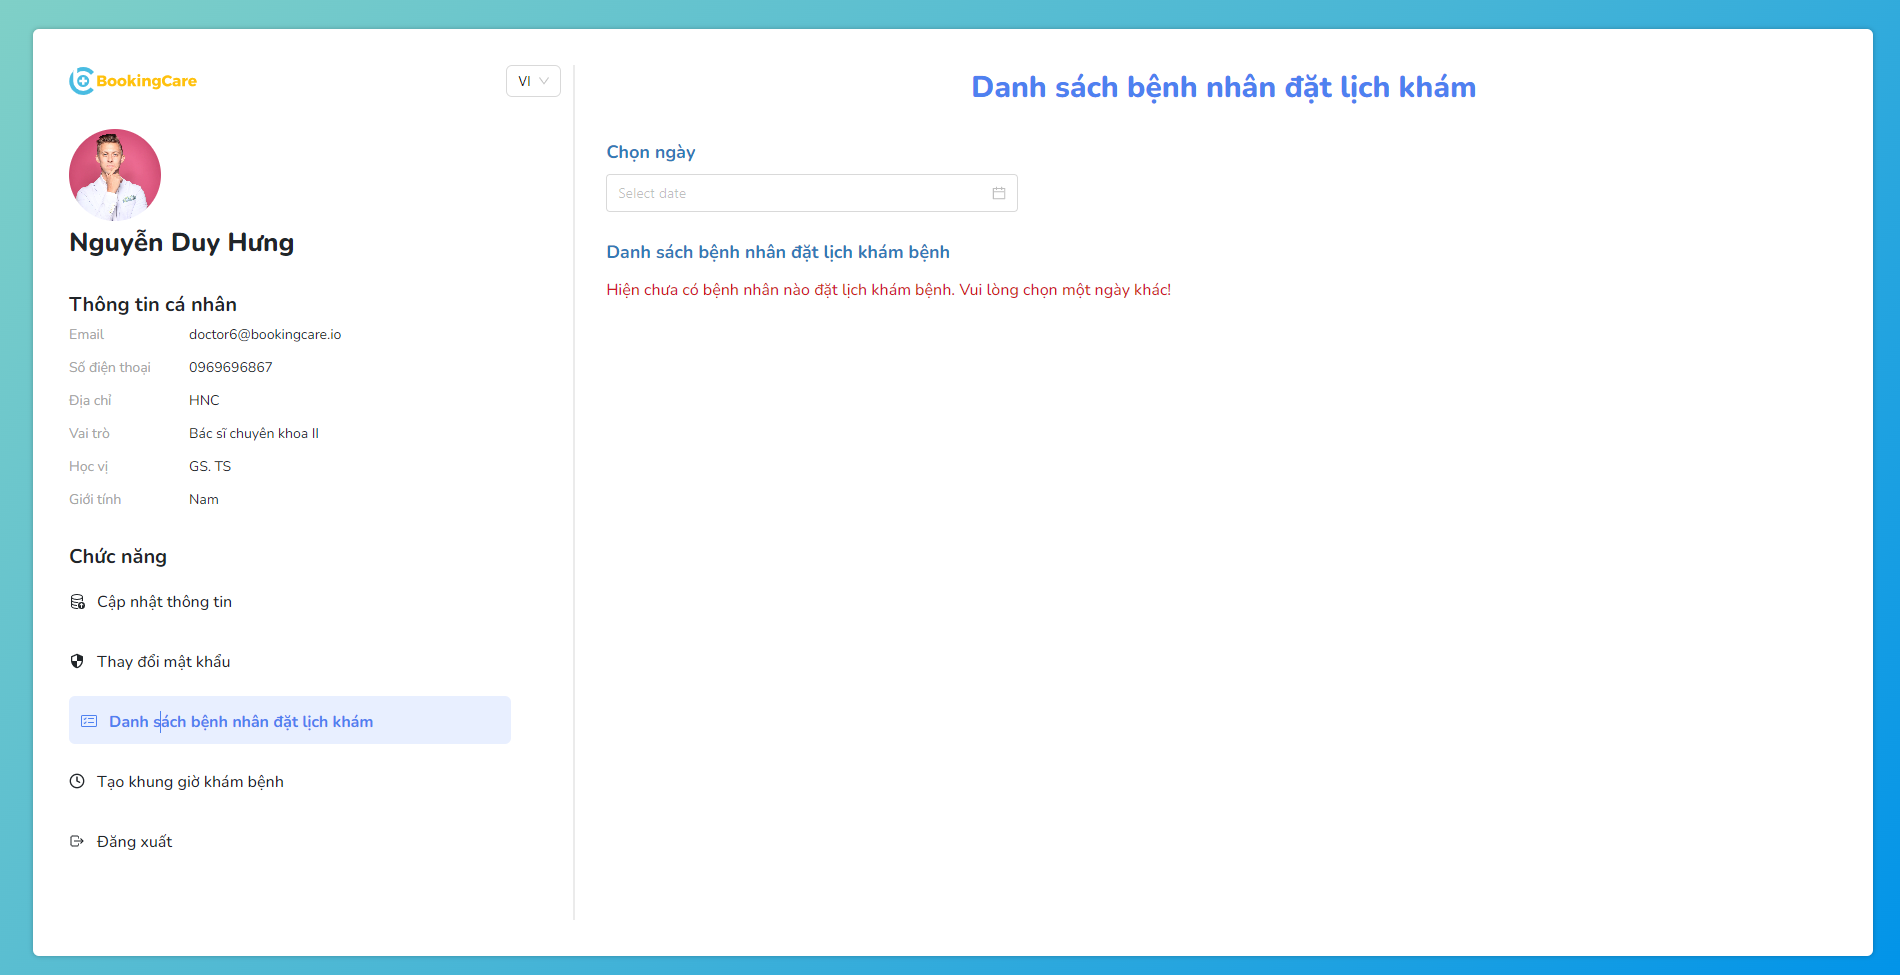 BookingCare
VI
Nguyễn Duy Hưng
Thông tin cá nhân
Email doctor6@bookingcare.io
Số điện thoại 0969696867
Địa chỉ HNC
Vai trò Bác sĩ chuyên khoa II
Học vị GS. TS
Giới tính Nam
Chức năng
Cập nhật thông tin
Thay đổi mật khẩu
Danh sách bệnh nhân đặt lịch khám
Tạo khung giờ khám bệnh
Đăng xuất
Danh sách bệnh nhân đặt lịch khám
Chọn ngày
Select date
Danh sách bệnh nhân đặt lịch khám bệnh
Hiện chưa có bệnh nhân nào đặt lịch khám bệnh. Vui lòng chọn một ngày khác!